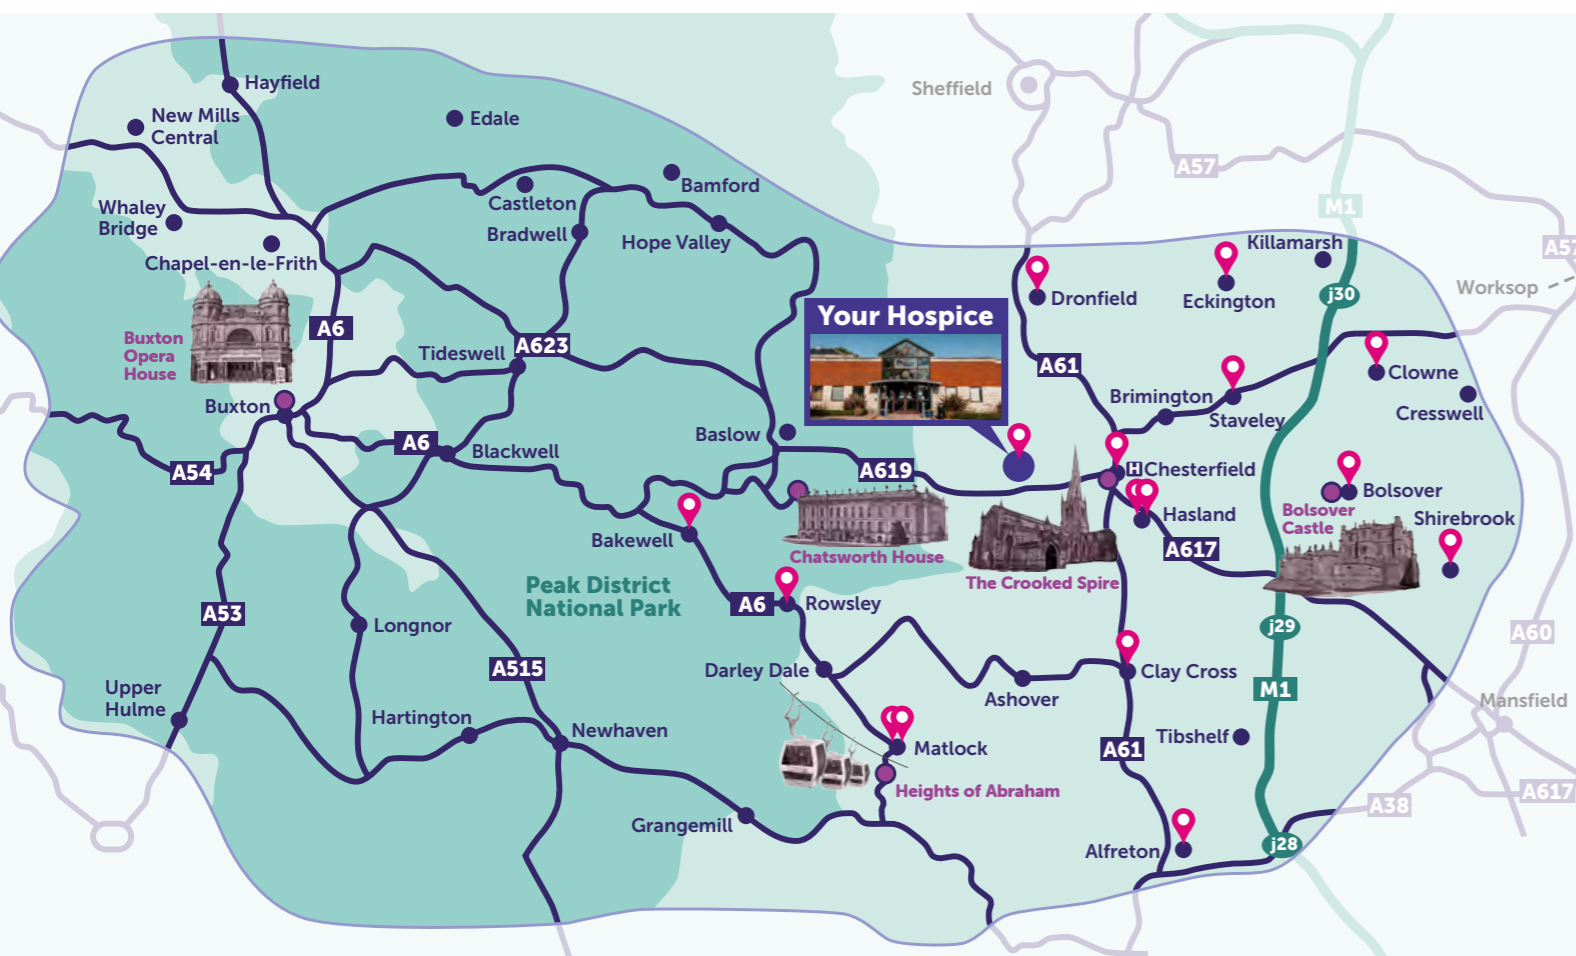 Hayfield
New Mills
Central
Edale
Sheffield
A57
Whaley
Bridge
Castleton
Bamford
Bradwell
Hope Valley
M1
Chapel-en-le-Frith
Killamarsh
A57
Worksop
Dronfield
Eckington
j30
Buxton
Opera
House
A6
Tideswell
A623
Your Hospice
A61
Clowne
Buxton
Brimington
Staveley
Cresswell
A54
A6
Blackwell
Baslow
A619
H
Chesterfield
Bolsover
Bolsover
Castle
Shirebrook
Hasland
Bakewell
Chatsworth House
A617
Peak District
National Park
The Crooked Spire
A53
Longnor
A6
Rowsley
j29
A60
A515
Darley Dale
Ashover
Clay Cross
M1
Mansfield
Upper
Hulme
Hartington
Newhaven
Matlock
A61
Tibshelf
Heights of Abraham
A38
A617
Grangemill
Alfreton
j28